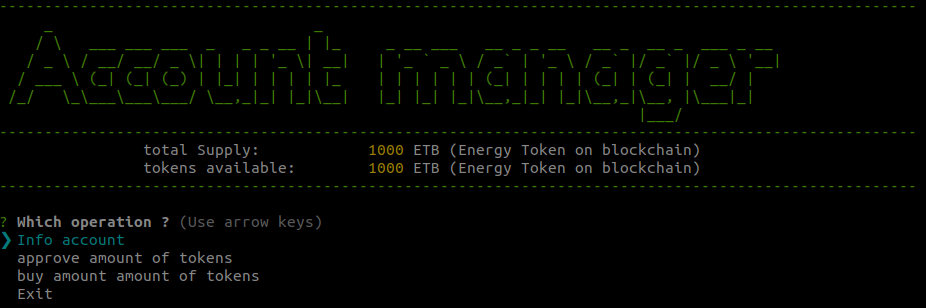 Account manager
total Supply: 1000 ETB (Energy Token on blockchain)
tokens available: 1000 ETB (Energy Token on blockchain)
? Which operation ? (Use arrow keys)
❯ Info account
approve amount of tokens
buy amount amount of tokens
Exit